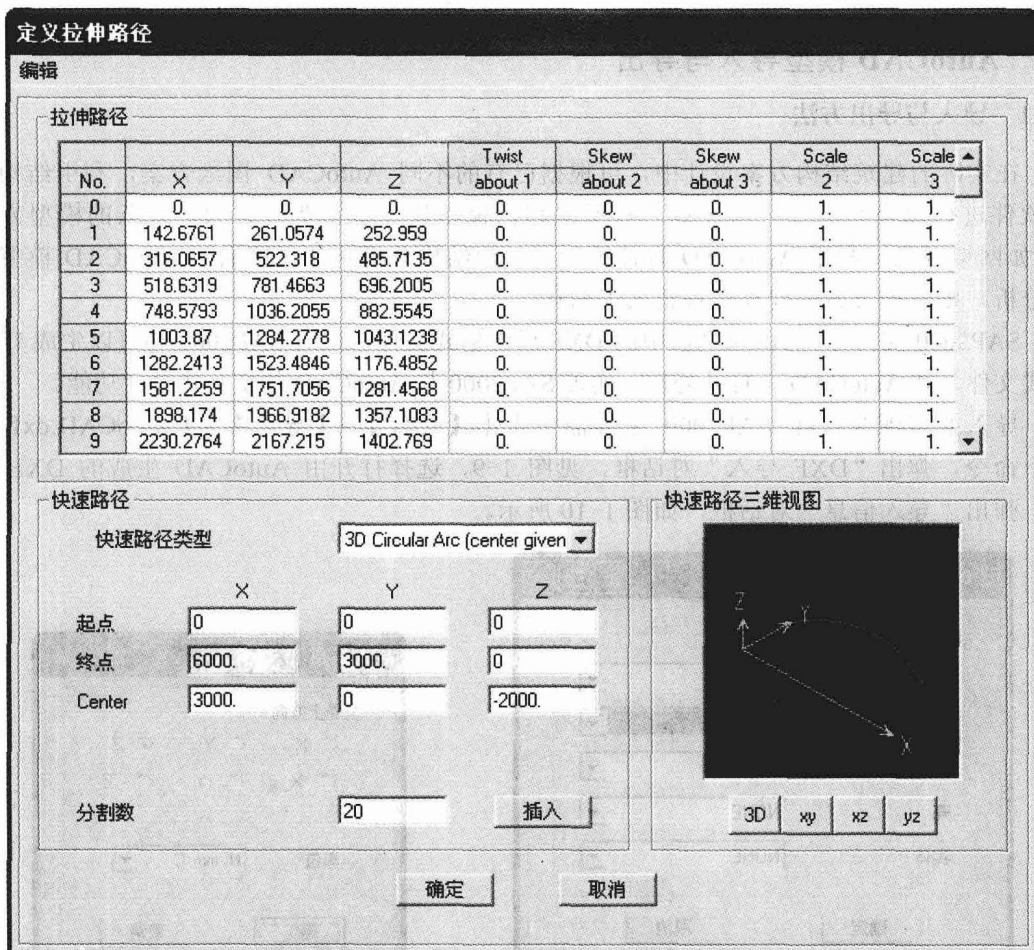 定义拉伸路径
编辑
拉伸路径
No. X Y Z Twist about 1 Skew about 2 Skew about 3 Scale 2 Scale 3
0 0. 0. 0. 0. 0. 0. 1. 1.
1 142.6761 261.0574 252.959 0. 0. 0. 1. 1.
2 316.0657 522.318 485.7135 0. 0. 0. 1. 1.
3 518.6319 781.4663 696.2005 0. 0. 0. 1. 1.
4 748.5793 1036.2055 882.5545 0. 0. 0. 1. 1.
5 1003.87 1284.2778 1043.1238 0. 0. 0. 1. 1.
6 1282.2413 1523.4846 1176.4852 0. 0. 0. 1. 1.
7 1581.2259 1751.7056 1281.4568 0. 0. 0. 1. 1.
8 1898.174 1966.9182 1357.1083 0. 0. 0. 1. 1.
9 2230.2764 2167.215 1402.769 0. 0. 0. 1. 1.
快速路径
快速路径类型 3D Circular Arc (center given
X Y Z
起点 0 0 0
终点 6000. 3000. 0
Center 3000. 0 -2000.
分割数 20 插入
快速路径三维视图
Z Y X
3D xy xz yz
确定 取消